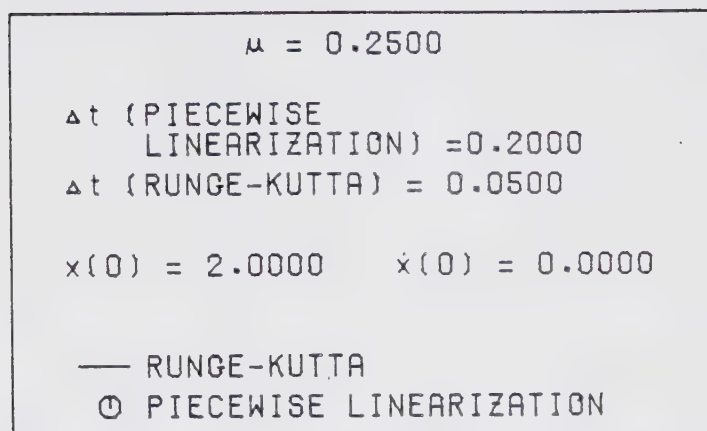 μ = 0.2500
Δt (PIECEWISE
LINEARIZATION) =0.2000
Δt (RUNGE-KUTTA) = 0.0500
x(0) = 2.0000 ẋ(0) = 0.0000
— RUNGE-KUTTA
⦶ PIECEWISE LINEARIZATION